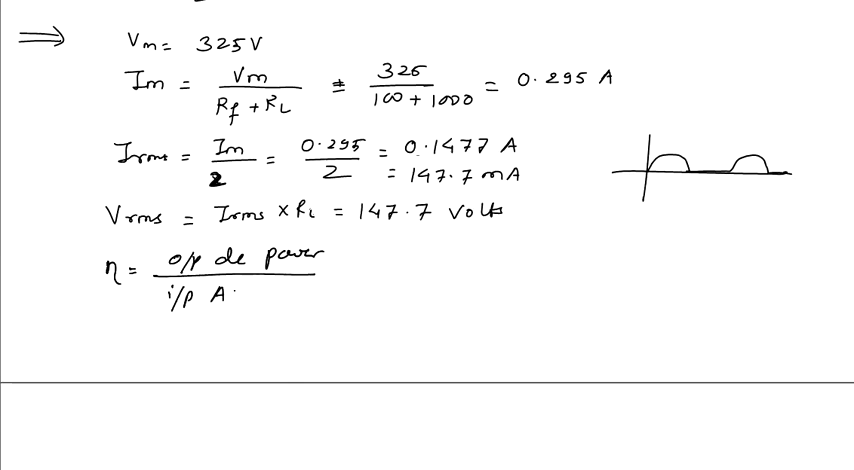 ⇒ Vm = 325V
Im = Vm / (Rf + RL) = 325 / (100 + 1000) = 0.295 A
Irms = Im / 2 = 0.295 / 2 = 0.1477 A
= 147.7 mA
Vrms = Irms × RL = 147.7 Volts
η = o/p dc power / i/p A.